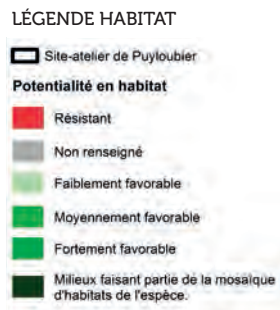 LÉGENDE HABITAT
Site-atelier de Puyloubier
Potentialité en habitat
Résistant
Non renseigné
Faiblement favorable
Moyennement favorable
Fortement favorable
Milieux faisant partie de la mosaïque
d'habitats de l'espèce.